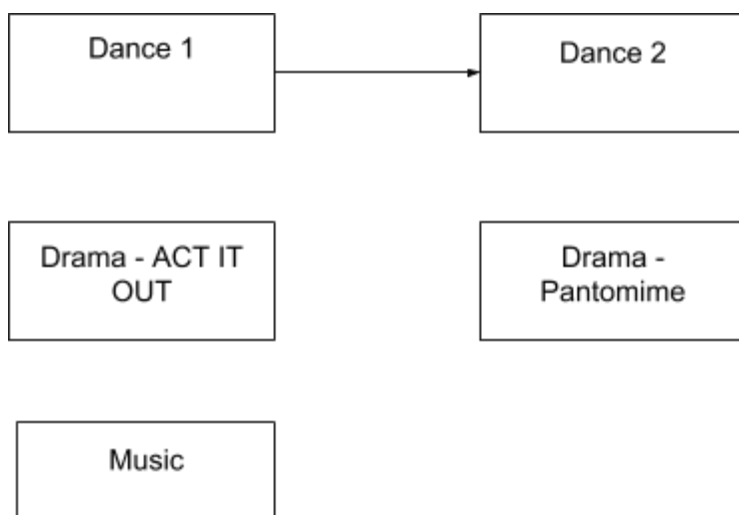 Dance 1
Dance 2
Drama - ACT IT
OUT
Drama -
Pantomime
Music